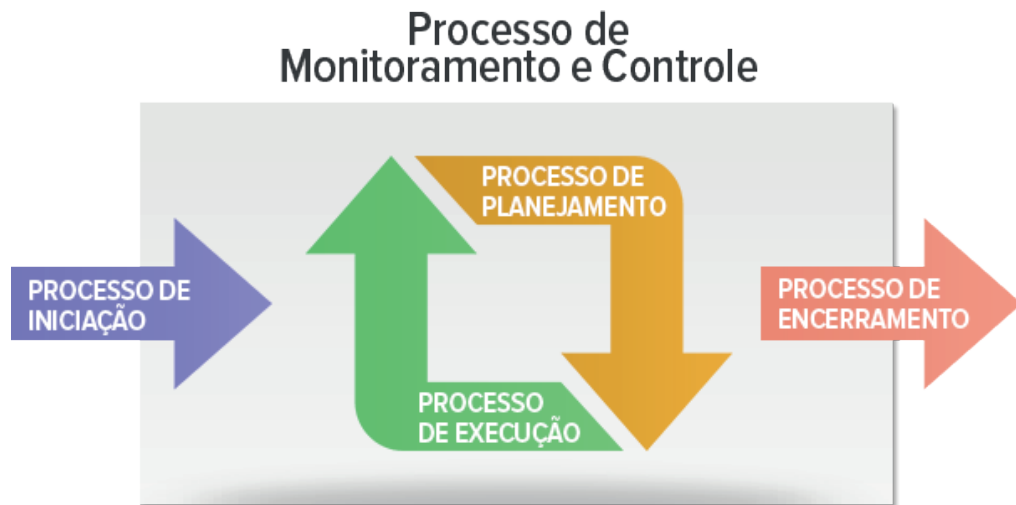 Processo de
Monitoramento e Controle
PROCESSO DE
PLANEJAMENTO
PROCESSO DE
INICIAÇÃO
PROCESSO DE
ENCERRAMENTO
PROCESSO
DE EXECUÇÃO